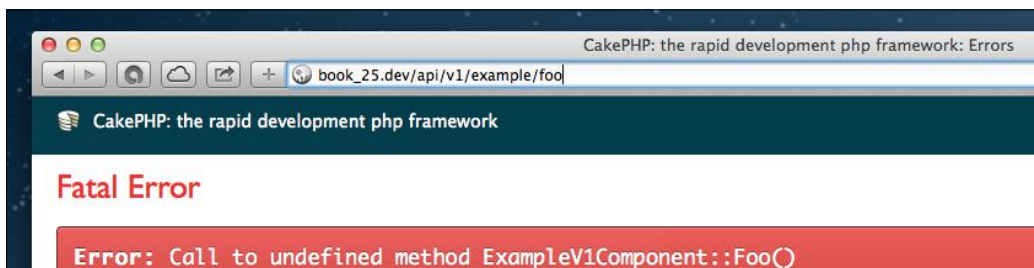 CakePHP: the rapid development php framework: Errors
book_25.dev/api/v1/example/foo
CakePHP: the rapid development php framework
Fatal Error
Error: Call to undefined method ExampleV1Component::Foo()